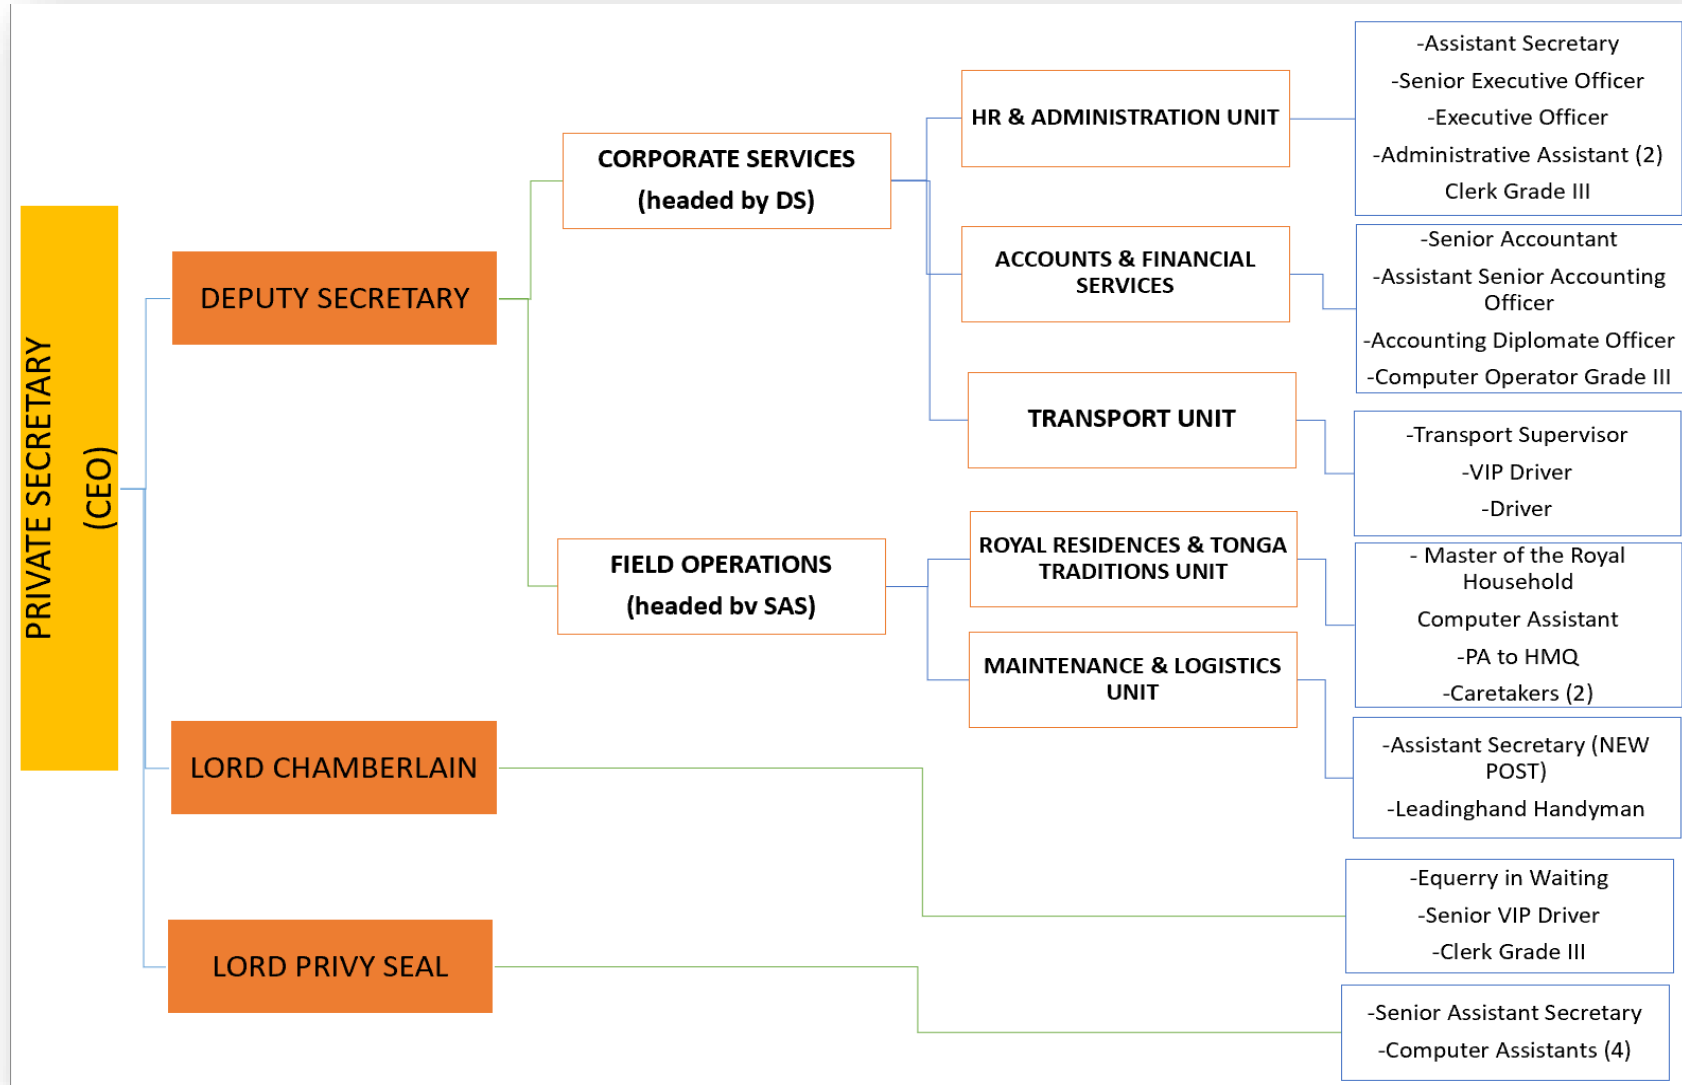 PRIVATE SECRETARY
(CEO)
DEPUTY SECRETARY
LORD CHAMBERLAIN
LORD PRIVY SEAL
CORPORATE SERVICES
(headed by DS)
FIELD OPERATIONS
(headed bv SAS)
HR & ADMINISTRATION UNIT
ACCOUNTS & FINANCIAL
SERVICES
TRANSPORT UNIT
ROYAL RESIDENCES & TONGA
TRADITIONS UNIT
MAINTENANCE & LOGISTICS
UNIT
-Assistant Secretary
-Senior Executive Officer
-Executive Officer
-Administrative Assistant (2)
Clerk Grade III
-Senior Accountant
-Assistant Senior Accounting
Officer
-Accounting Diplomate Officer
-Computer Operator Grade III
-Transport Supervisor
-VIP Driver
-Driver
- Master of the Royal
Household
Computer Assistant
-PA to HMQ
-Caretakers (2)
-Assistant Secretary (NEW
POST)
-Leadinghand Handyman
-Equerry in Waiting
-Senior VIP Driver
-Clerk Grade III
-Senior Assistant Secretary
-Computer Assistants (4)